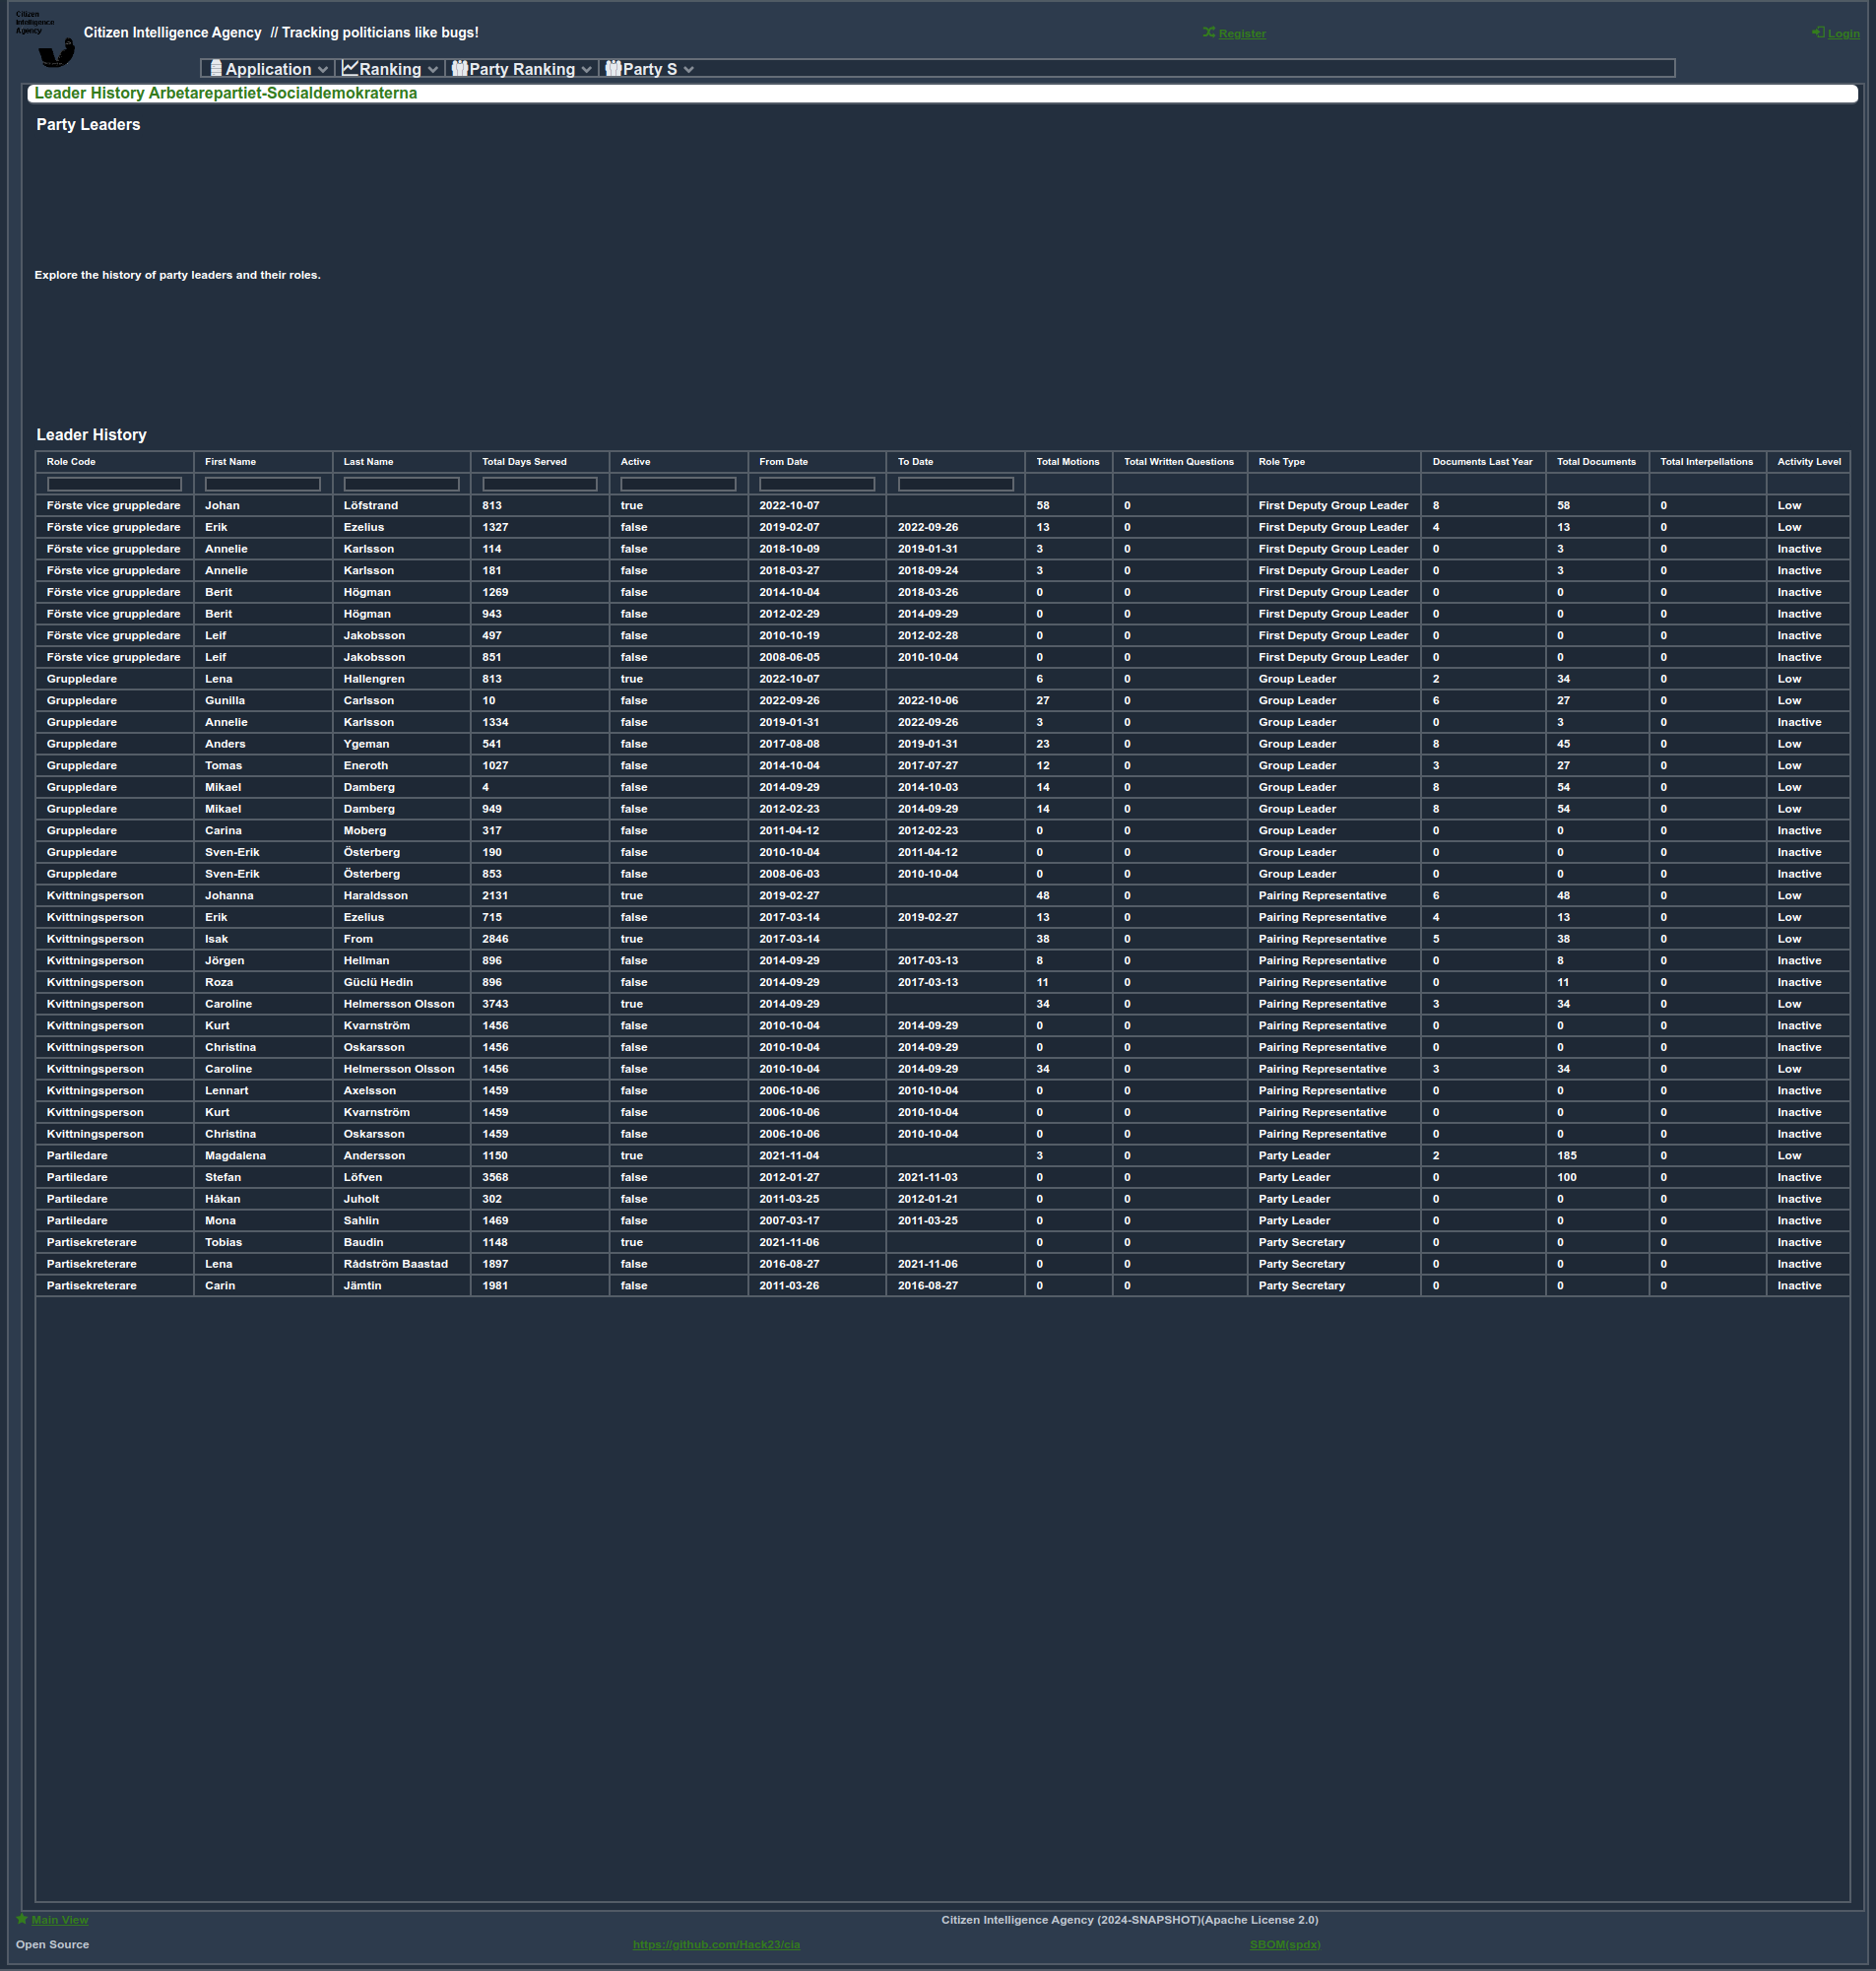 Citizen
Intelligence
Agency
Citizen Intelligence Agency // Tracking politicians like bugs!
Register
Login
Application Ranking Party Ranking Party S
Leader History Arbetarepartiet-Socialdemokraterna
Party Leaders
Explore the history of party leaders and their roles.
Leader History
Role Code First Name Last Name Total Days Served Active From Date To Date Total Motions Total Written Questions Role Type Documents Last Year Total Documents Total Interpellations Activity Level
Förste vice gruppledare Johan Löfstrand 813 true 2022-10-07 58 0 First Deputy Group Leader 8 58 0 Low
Förste vice gruppledare Erik Ezelius 1327 false 2019-02-07 2022-09-26 13 0 First Deputy Group Leader 4 13 0 Low
Förste vice gruppledare Annelie Karlsson 114 false 2018-10-09 2019-01-31 3 0 First Deputy Group Leader 0 3 0 Inactive
Förste vice gruppledare Annelie Karlsson 181 false 2018-03-27 2018-09-24 3 0 First Deputy Group Leader 0 3 0 Inactive
Förste vice gruppledare Berit Högman 1269 false 2014-10-04 2018-03-26 0 0 First Deputy Group Leader 0 0 0 Inactive
Förste vice gruppledare Berit Högman 943 false 2012-02-29 2014-09-29 0 0 First Deputy Group Leader 0 0 0 Inactive
Förste vice gruppledare Leif Jakobsson 497 false 2010-10-19 2012-02-28 0 0 First Deputy Group Leader 0 0 0 Inactive
Förste vice gruppledare Leif Jakobsson 851 false 2008-06-05 2010-10-04 0 0 First Deputy Group Leader 0 0 0 Inactive
Gruppledare Lena Hallengren 813 true 2022-10-07 6 0 Group Leader 2 34 0 Low
Gruppledare Gunilla Carlsson 10 false 2022-09-26 2022-10-06 27 0 Group Leader 6 27 0 Low
Gruppledare Annelie Karlsson 1334 false 2019-01-31 2022-09-26 3 0 Group Leader 0 3 0 Inactive
Gruppledare Anders Ygeman 541 false 2017-08-08 2019-01-31 23 0 Group Leader 8 45 0 Low
Gruppledare Tomas Eneroth 1027 false 2014-10-04 2017-07-27 12 0 Group Leader 3 27 0 Low
Gruppledare Mikael Damberg 4 false 2014-09-29 2014-10-03 14 0 Group Leader 8 54 0 Low
Gruppledare Mikael Damberg 949 false 2012-02-23 2014-09-29 14 0 Group Leader 8 54 0 Low
Gruppledare Carina Moberg 317 false 2011-04-12 2012-02-23 0 0 Group Leader 0 0 0 Inactive
Gruppledare Sven-Erik Österberg 190 false 2010-10-04 2011-04-12 0 0 Group Leader 0 0 0 Inactive
Gruppledare Sven-Erik Österberg 853 false 2008-06-03 2010-10-04 0 0 Group Leader 0 0 0 Inactive
Kvittningsperson Johanna Haraldsson 2131 true 2019-02-27 48 0 Pairing Representative 6 48 0 Low
Kvittningsperson Erik Ezelius 715 false 2017-03-14 2019-02-27 13 0 Pairing Representative 4 13 0 Low
Kvittningsperson Isak From 2846 true 2017-03-14 38 0 Pairing Representative 5 38 0 Low
Kvittningsperson Jörgen Hellman 896 false 2014-09-29 2017-03-13 8 0 Pairing Representative 0 8 0 Inactive
Kvittningsperson Roza Güclü Hedin 896 false 2014-09-29 2017-03-13 11 0 Pairing Representative 0 11 0 Inactive
Kvittningsperson Caroline Helmersson Olsson 3743 true 2014-09-29 34 0 Pairing Representative 3 34 0 Low
Kvittningsperson Kurt Kvarnström 1456 false 2010-10-04 2014-09-29 0 0 Pairing Representative 0 0 0 Inactive
Kvittningsperson Christina Oskarsson 1456 false 2010-10-04 2014-09-29 0 0 Pairing Representative 0 0 0 Inactive
Kvittningsperson Caroline Helmersson Olsson 1456 false 2010-10-04 2014-09-29 34 0 Pairing Representative 3 34 0 Low
Kvittningsperson Lennart Axelsson 1459 false 2006-10-06 2010-10-04 0 0 Pairing Representative 0 0 0 Inactive
Kvittningsperson Kurt Kvarnström 1459 false 2006-10-06 2010-10-04 0 0 Pairing Representative 0 0 0 Inactive
Kvittningsperson Christina Oskarsson 1459 false 2006-10-06 2010-10-04 0 0 Pairing Representative 0 0 0 Inactive
Partiledare Magdalena Andersson 1150 true 2021-11-04 3 0 Party Leader 2 185 0 Low
Partiledare Stefan Löfven 3568 false 2012-01-27 2021-11-03 0 0 Party Leader 0 100 0 Inactive
Partiledare Håkan Juholt 302 false 2011-03-25 2012-01-21 0 0 Party Leader 0 0 0 Inactive
Partiledare Mona Sahlin 1469 false 2007-03-17 2011-03-25 0 0 Party Leader 0 0 0 Inactive
Partisekreterare Tobias Baudin 1148 true 2021-11-06 0 0 Party Secretary 0 0 0 Inactive
Partisekreterare Lena Rådström Baastad 1897 false 2016-08-27 2021-11-06 0 0 Party Secretary 0 0 0 Inactive
Partisekreterare Carin Jämtin 1981 false 2011-03-26 2016-08-27 0 0 Party Secretary 0 0 0 Inactive
Main View
Citizen Intelligence Agency (2024-SNAPSHOT)(Apache License 2.0)
Open Source
https://github.com/Hack23/cia
SBOM(spdx)